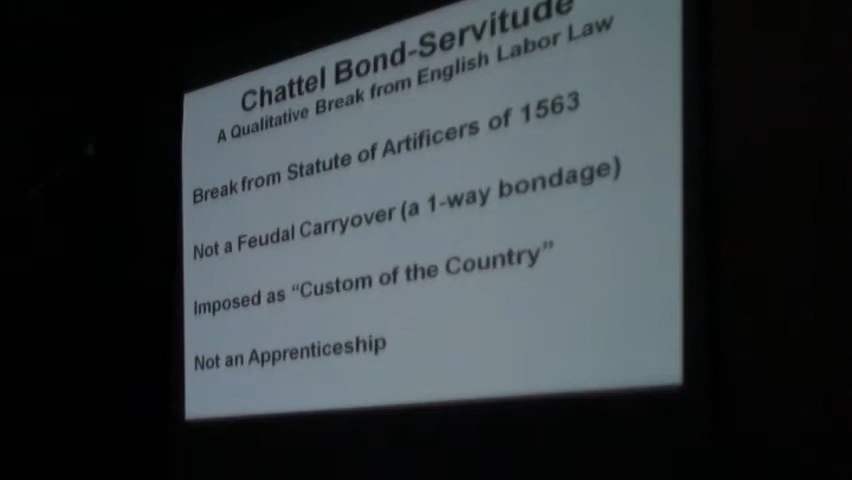 Chattel Bond-Servitude
A Qualitative Break from English Labor Law
Break from Statute of Artificers of 1563
Not a Feudal Carryover (a 1-way bondage)
Imposed as “Custom of the Country”
Not an Apprenticeship